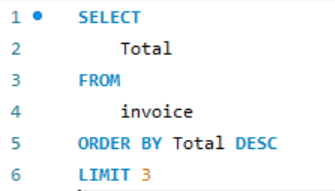 1 SELECT
2 Total
3 FROM
4 invoice
5 ORDER BY Total DESC
6 LIMIT 3